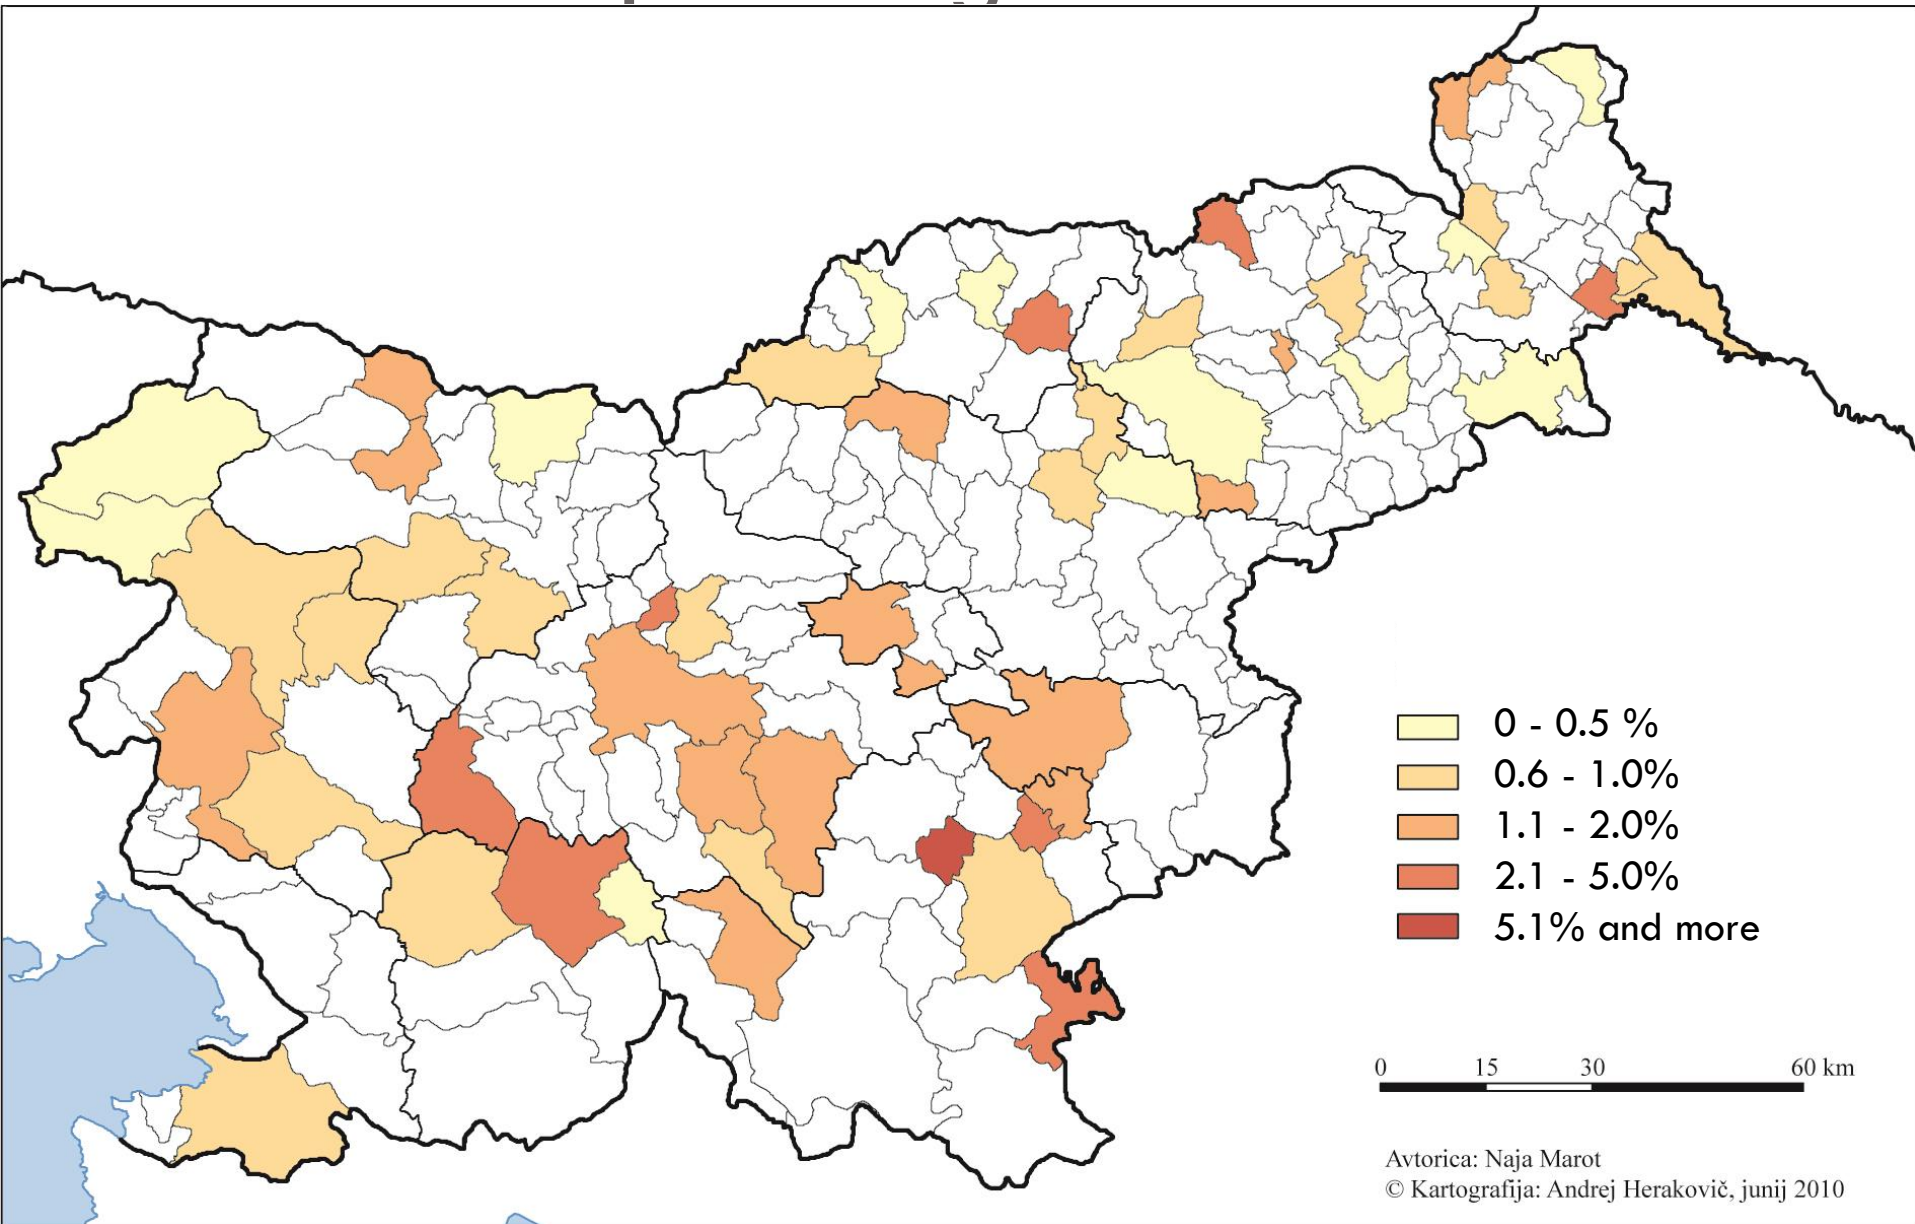 0 - 0.5 %
0.6 - 1.0%
1.1 - 2.0%
2.1 - 5.0%
5.1% and more
0 15 30 60 km
Avtorica: Naja Marot
© Kartografija: Andrej Herakovič, junij 2010